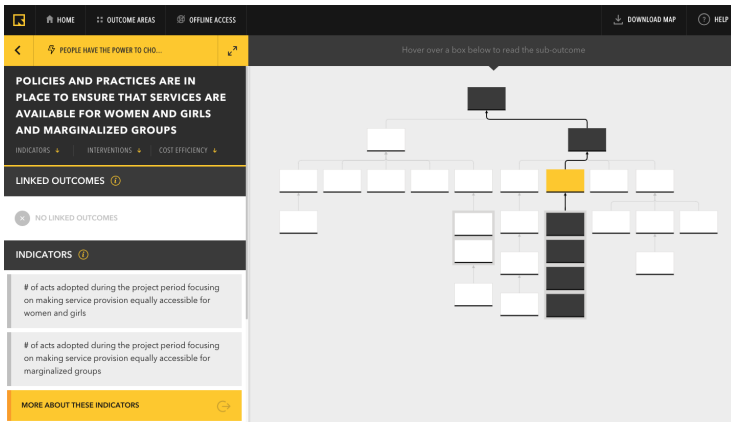 HOME
OUTCOME AREAS
OFFLINE ACCESS
DOWNLOAD MAP
? HELP
PEOPLE HAVE THE POWER TO CHO...
Hover over a box below to read the sub-outcome
POLICIES AND PRACTICES ARE IN
PLACE TO ENSURE THAT SERVICES ARE
AVAILABLE FOR WOMEN AND GIRLS
AND MARGINALIZED GROUPS
INDICATORS
INTERVENTIONS
COST EFFICIENCY
LINKED OUTCOMES i
NO LINKED OUTCOMES
INDICATORS i
# of acts adopted during the project period focusing
on making service provision equally accessible for
women and girls
# of acts adopted during the project period focusing
on making service provision equally accessible for
marginalized groups
MORE ABOUT THESE INDICATORS